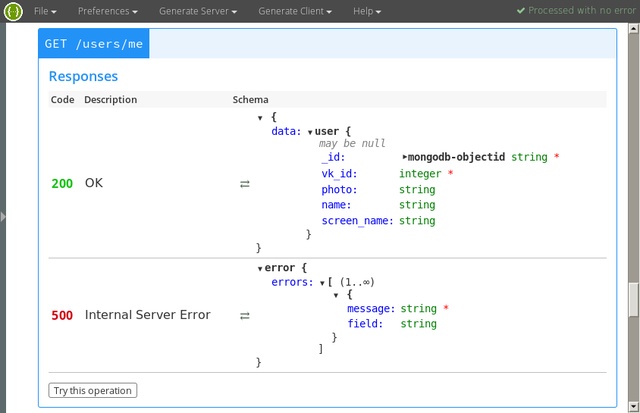 File Preferences Generate Server Generate Client Help ✔ Processed with no error
GET /users/me
Responses
Code Description Schema
200 OK ⇄
▼ {
data: ▼user {
may be null
_id: ▶mongodb-objectid string *
vk_id: integer *
photo: string
name: string
screen_name: string
}
}
500 Internal Server Error ⇄
▼error {
errors: ▼[ (1..∞)
▼ {
message: string *
field: string
}
]
}
Try this operation